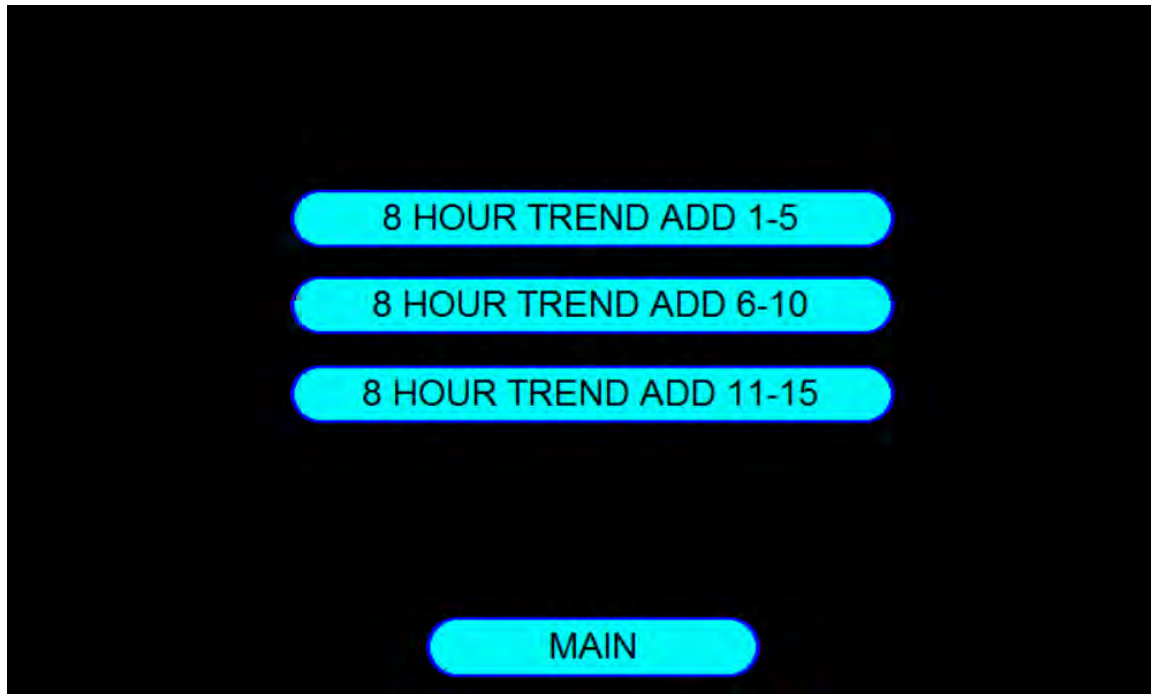 8 HOUR TREND ADD 1-5
8 HOUR TREND ADD 6-10
8 HOUR TREND ADD 11-15
MAIN